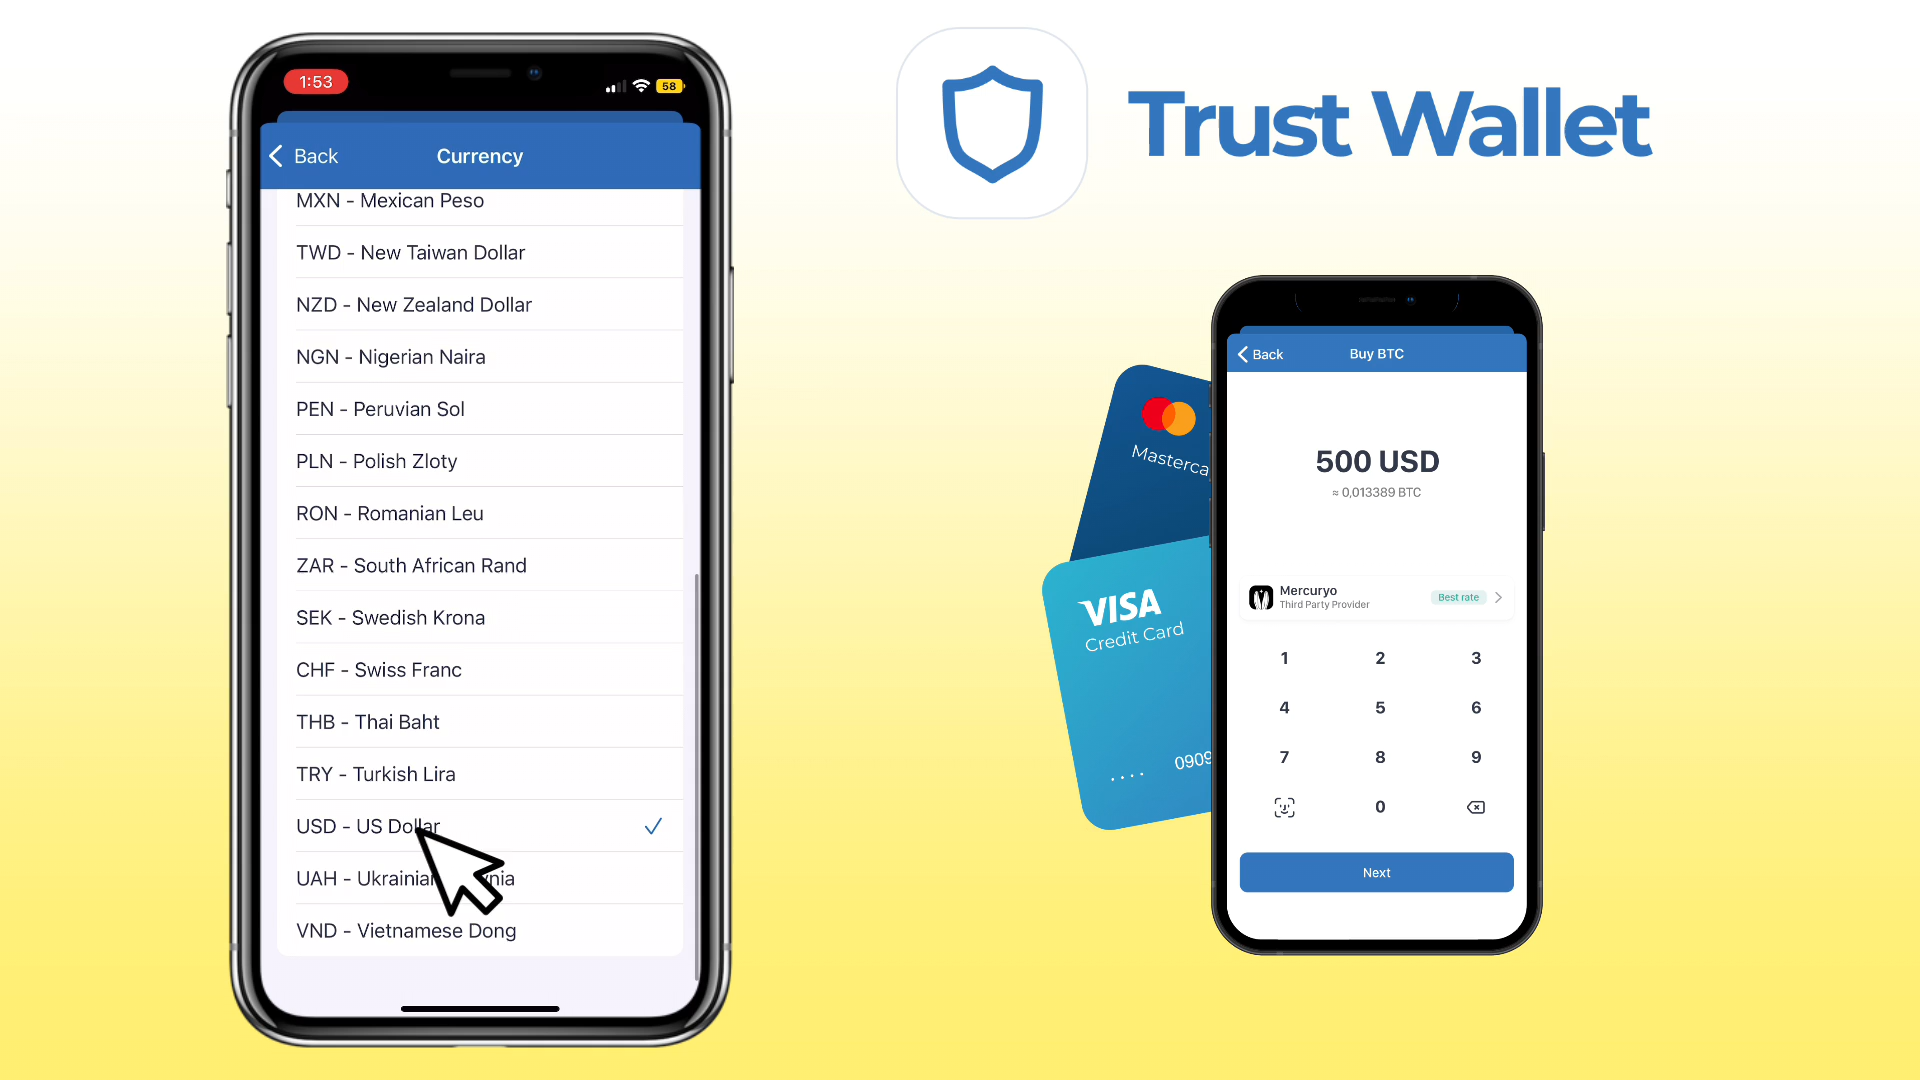 1:53
58
Back
Currency
MXN - Mexican Peso
TWD - New Taiwan Dollar
NZD - New Zealand Dollar
NGN - Nigerian Naira
PEN - Peruvian Sol
PLN - Polish Zloty
RON - Romanian Leu
ZAR - South African Rand
SEK - Swedish Krona
CHF - Swiss Franc
THB - Thai Baht
TRY - Turkish Lira
USD - US Dollar
UAH -
VND - Vietnamese Dong
Trust Wallet
VISA
Credit Card
0909
Back
Buy BTC
500 USD
≈ 0,013389 BTC
Mercuryo
Third Party Provider
Best rate
1 2 3
4 5 6
7 8 9
0
Next